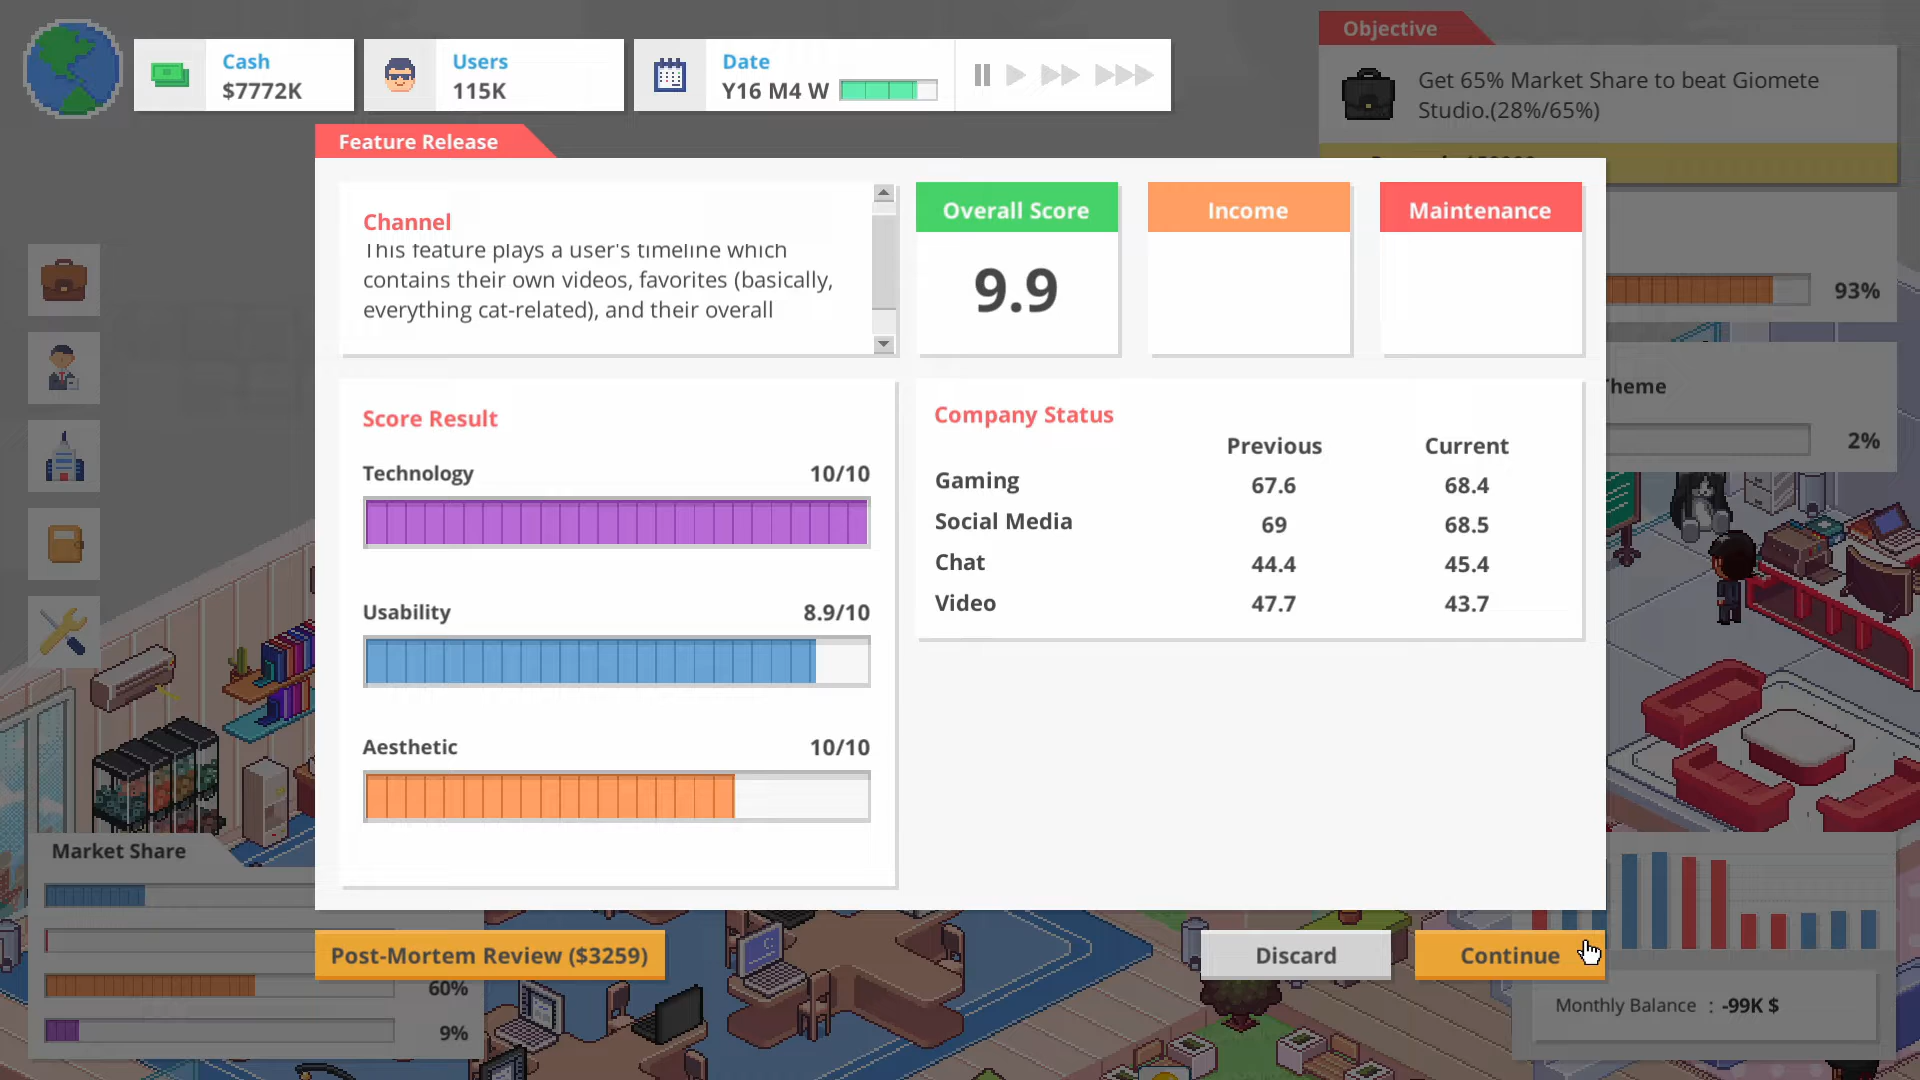 Cash
$7772K
Users
115K
Date
Y16 M4 W
Objective
Get 65% Market Share to beat Giomete
Studio.(28%/65%)
Feature Release
Channel
This feature plays a user's timeline which
contains their own videos, favorites (basically,
everything cat-related), and their overall
Overall Score
9.9
Income
Maintenance
93%
Theme
2%
Score Result
Technology
10/10
Usability
8.9/10
Aesthetic
10/10
Company Status
Previous
Current
Gaming
67.6
68.4
Social Media
69
68.5
Chat
44.4
45.4
Video
47.7
43.7
Market Share
60%
9%
Post-Mortem Review ($3259)
Discard
Continue
Monthly Balance : -99K $